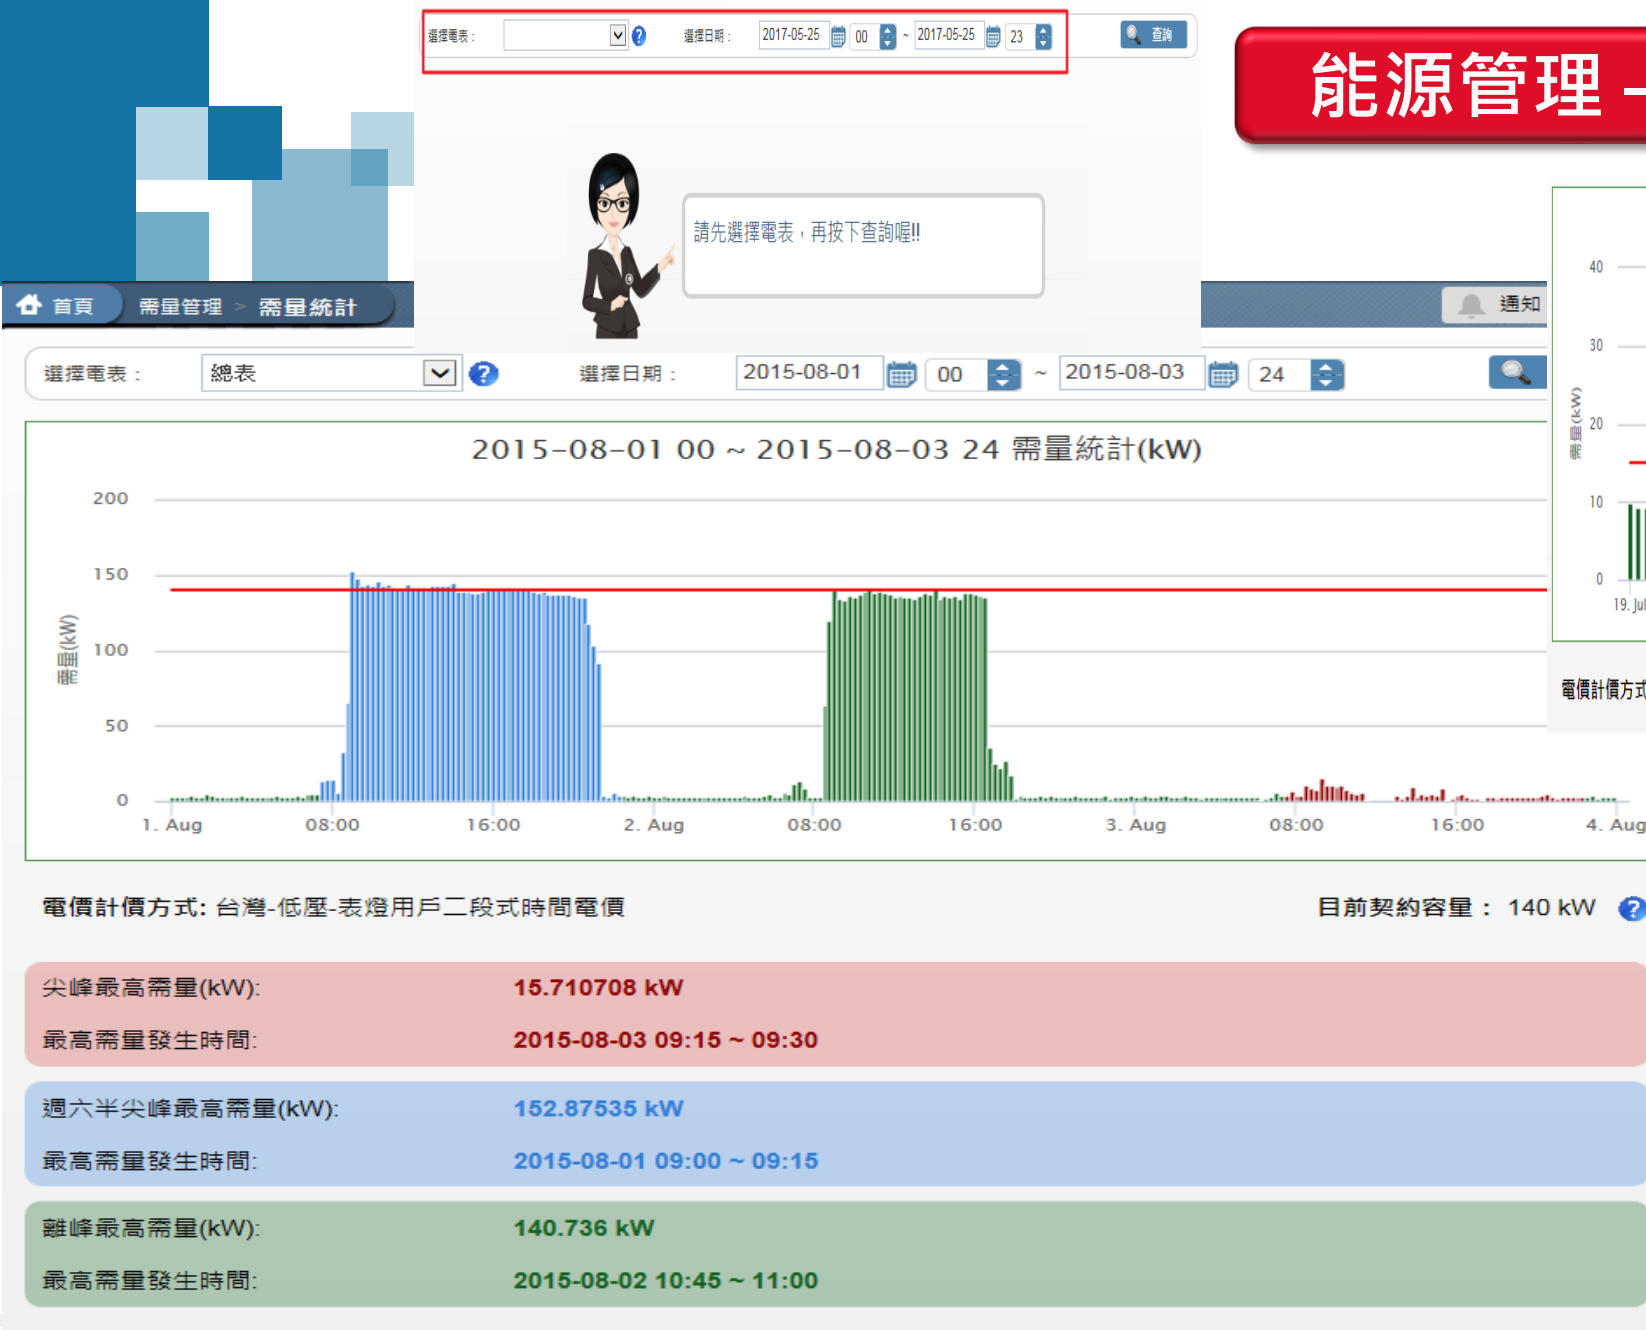 選擇電表：
選擇日期：
2017-05-25
00
~
2017-05-25
23
查詢
能源管理 –
請先選擇電表，再按下查詢喔!!
首頁
需量管理 > 需量統計
通知
選擇電表：
總表
選擇日期：
2015-08-01
00
~
2015-08-03
24
2015-08-01 00 ~ 2015-08-03 24 需量統計(kW)
需量(kW)
200
150
100
50
0
1. Aug
08:00
16:00
2. Aug
08:00
16:00
3. Aug
08:00
16:00
4. Aug
需量(kW)
40
30
20
10
0
19. Jul
電價計價方式
電價計價方式: 台灣-低壓-表燈用戶二段式時間電價
目前契約容量： 140 kW
尖峰最高需量(kW): 15.710708 kW
最高需量發生時間: 2015-08-03 09:15 ~ 09:30
週六半尖峰最高需量(kW): 152.87535 kW
最高需量發生時間: 2015-08-01 09:00 ~ 09:15
離峰最高需量(kW): 140.736 kW
最高需量發生時間: 2015-08-02 10:45 ~ 11:00